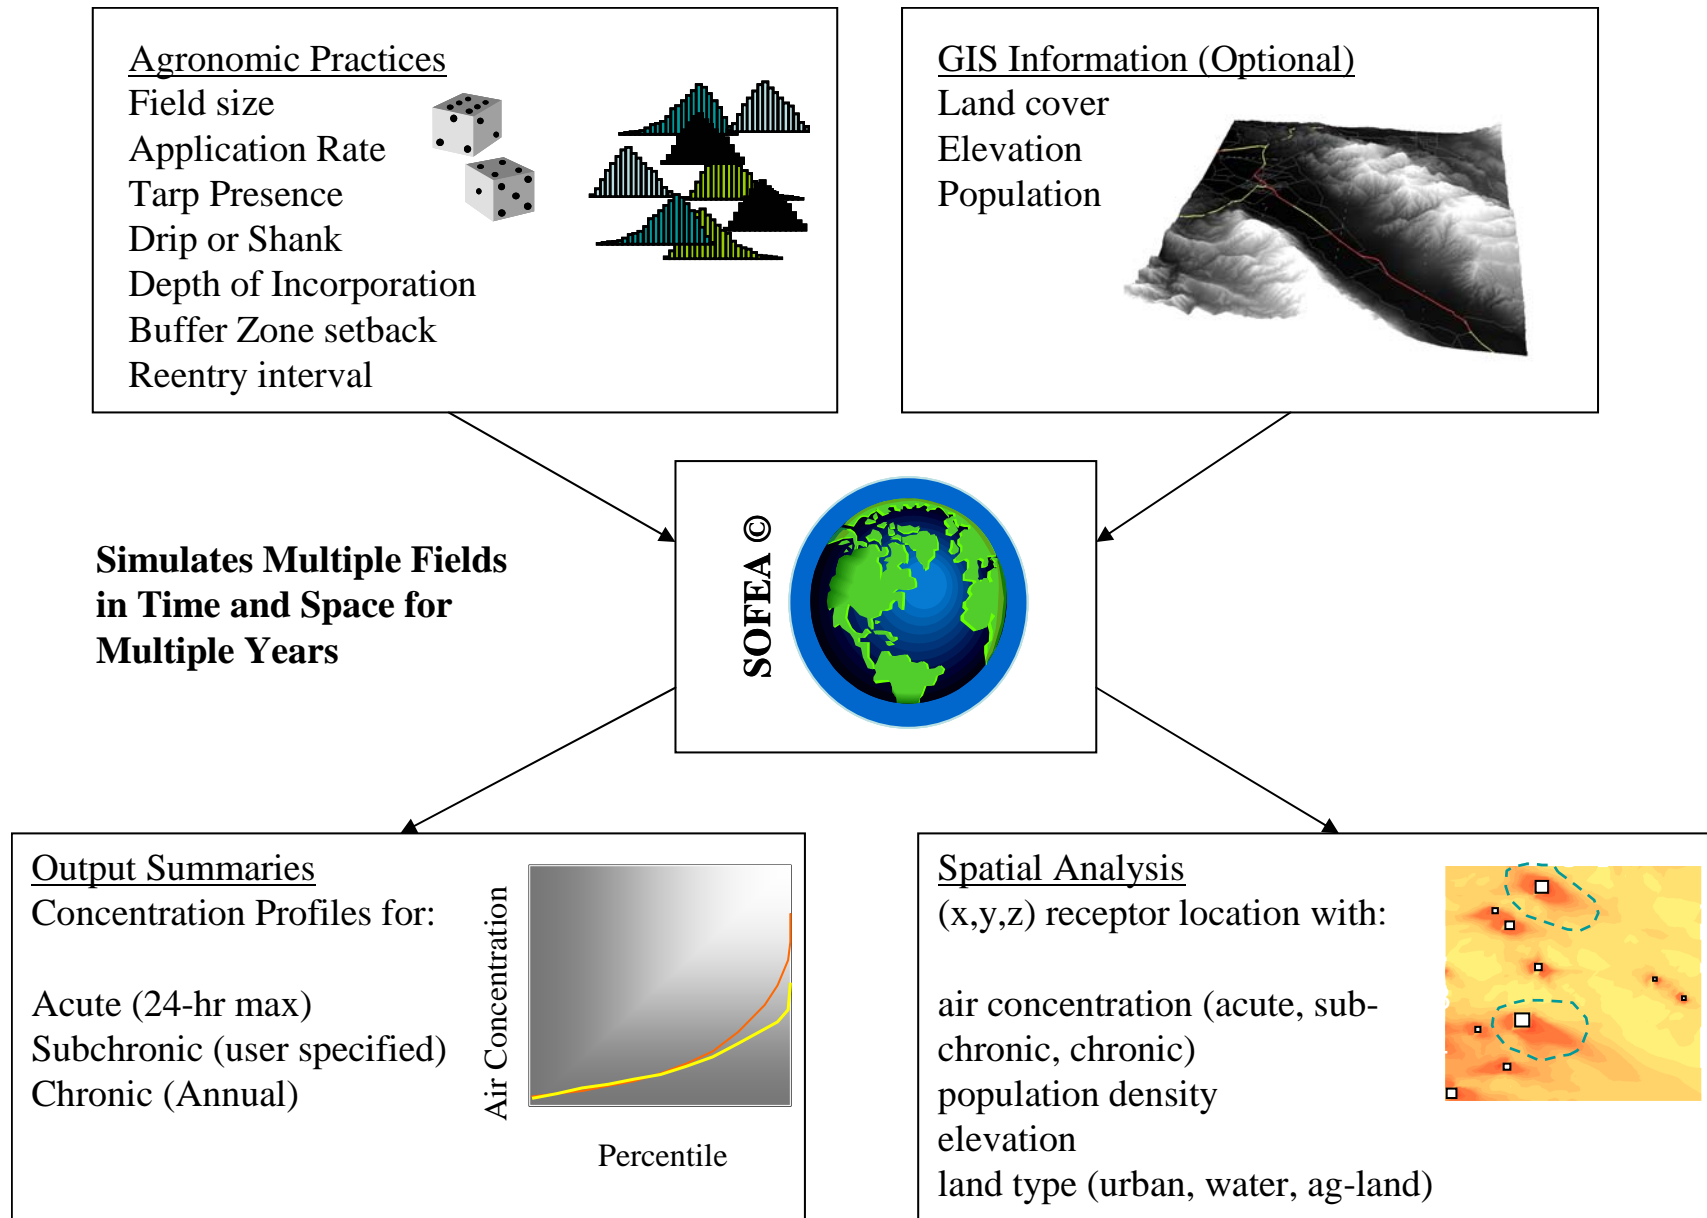 Agronomic Practices
Field size
Application Rate
Tarp Presence
Drip or Shank
Depth of Incorporation
Buffer Zone setback
Reentry interval
GIS Information (Optional)
Land cover
Elevation
Population
Simulates Multiple Fields
in Time and Space for
Multiple Years
SOFEA ©
Output Summaries
Concentration Profiles for:
Acute (24-hr max)
Subchronic (user specified)
Chronic (Annual)
Air Concentration
Percentile
Spatial Analysis
(x,y,z) receptor location with:
air concentration (acute, sub-
chronic, chronic)
population density
elevation
land type (urban, water, ag-land)